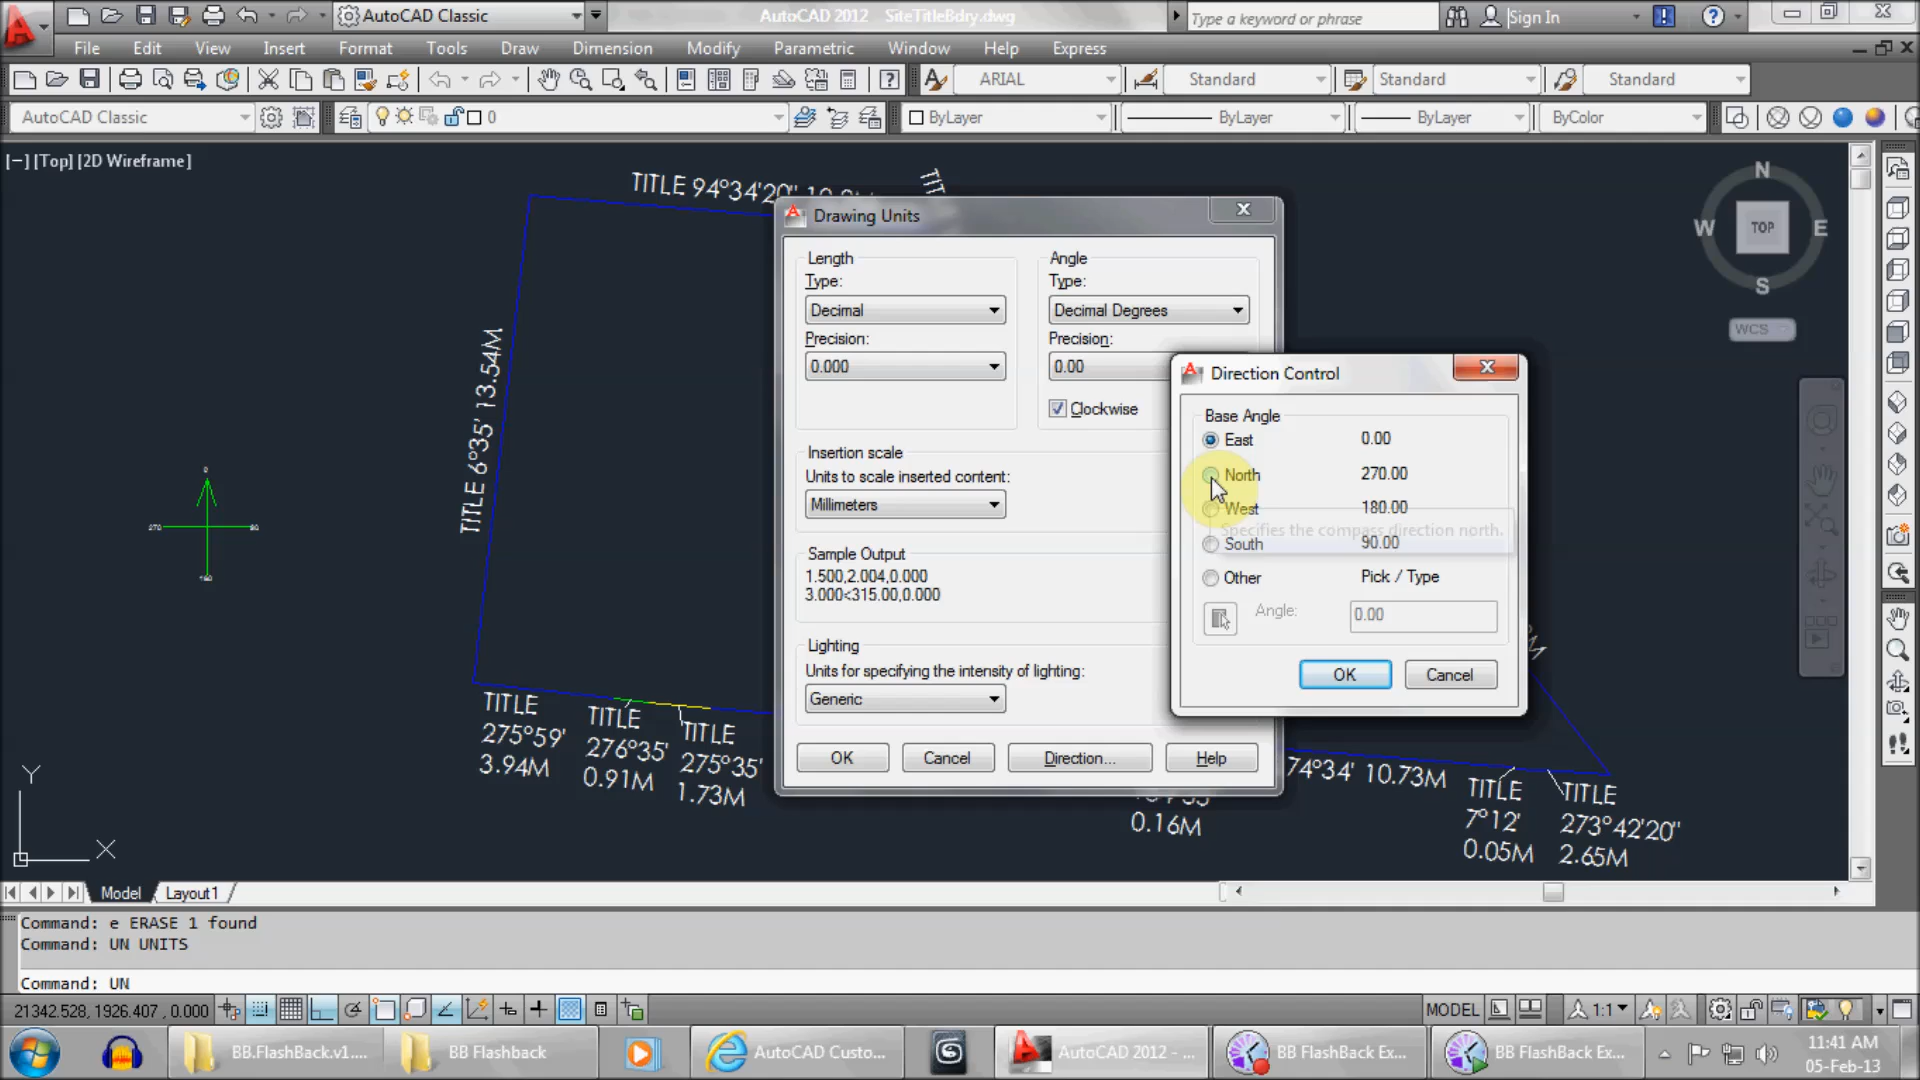 AutoCAD Classic
AutoCAD 2012 SiteTitleBdry.dwg
Type a keyword or phrase
Sign In
File Edit View Insert Format Tools Draw Dimension Modify Parametric Window Help Express
ARIAL Standard Standard Standard
AutoCAD Classic 0 ByLayer ByLayer ByLayer ByColor
[−] [Top] [2D Wireframe]
TITLE 94°34'20"
TITLE 6°35' 13.54M
0
270
180
TITLE
275°59'
3.94M
TITLE
276°35'
0.91M
TITLE
275°35'
1.73M
0.16M
74°34' 10.73M
TITLE
7°12'
0.05M
TITLE
273°42'20"
2.65M
N
W TOP E
S
WCS
Y
X
Drawing Units
Length
Type:
Decimal
Precision:
0.000
Angle
Type:
Decimal Degrees
Precision:
0.00
Clockwise
Insertion scale
Units to scale inserted content:
Millimeters
Sample Output
1.500,2.004,0.000
3.000<315.00,0.000
Lighting
Units for specifying the intensity of lighting:
Generic
OK Cancel Direction... Help
Direction Control
Base Angle
East 0.00
North 270.00
West 180.00
Specifies the compass direction north.
South 90.00
Other Pick / Type
Angle: 0.00
OK Cancel
Model Layout1
Command: e ERASE 1 found
Command: UN UNITS
Command: UN
21342.528, 1926.407 , 0.000
MODEL 1:1
BB.FlashBack.v1....
BB Flashback
AutoCAD Custo...
AutoCAD 2012 - ...
BB FlashBack Ex...
BB FlashBack Ex...
11:41 AM
05-Feb-13